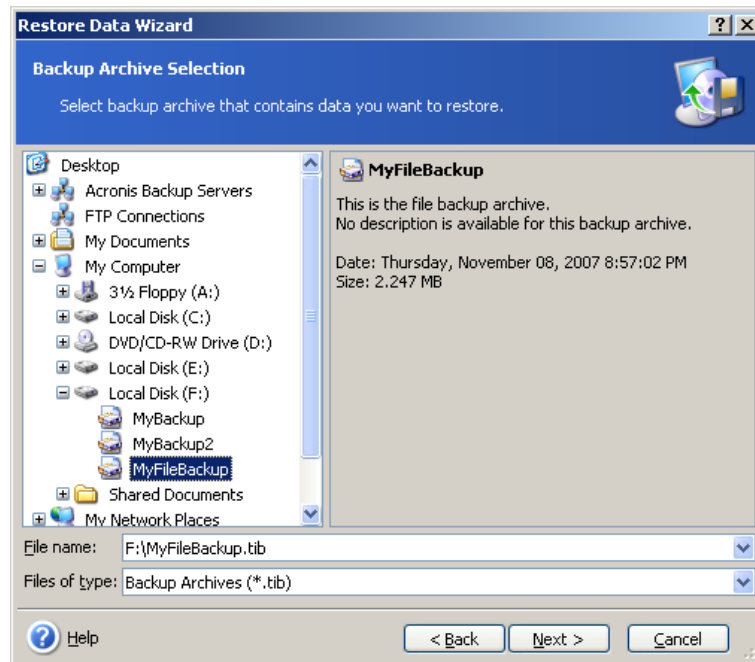 Restore Data Wizard
Backup Archive Selection
Select backup archive that contains data you want to restore.
Desktop
Acronis Backup Servers
FTP Connections
My Documents
My Computer
3½ Floppy (A:)
Local Disk (C:)
DVD/CD-RW Drive (D:)
Local Disk (E:)
Local Disk (F:)
MyBackup
MyBackup2
MyFileBackup
Shared Documents
My Network Places
MyFileBackup
This is the file backup archive.
No description is available for this backup archive.
Date: Thursday, November 08, 2007 8:57:02 PM
Size: 2.247 MB
File name: F:\MyFileBackup.tib
Files of type: Backup Archives (*.tib)
Help < Back Next > Cancel